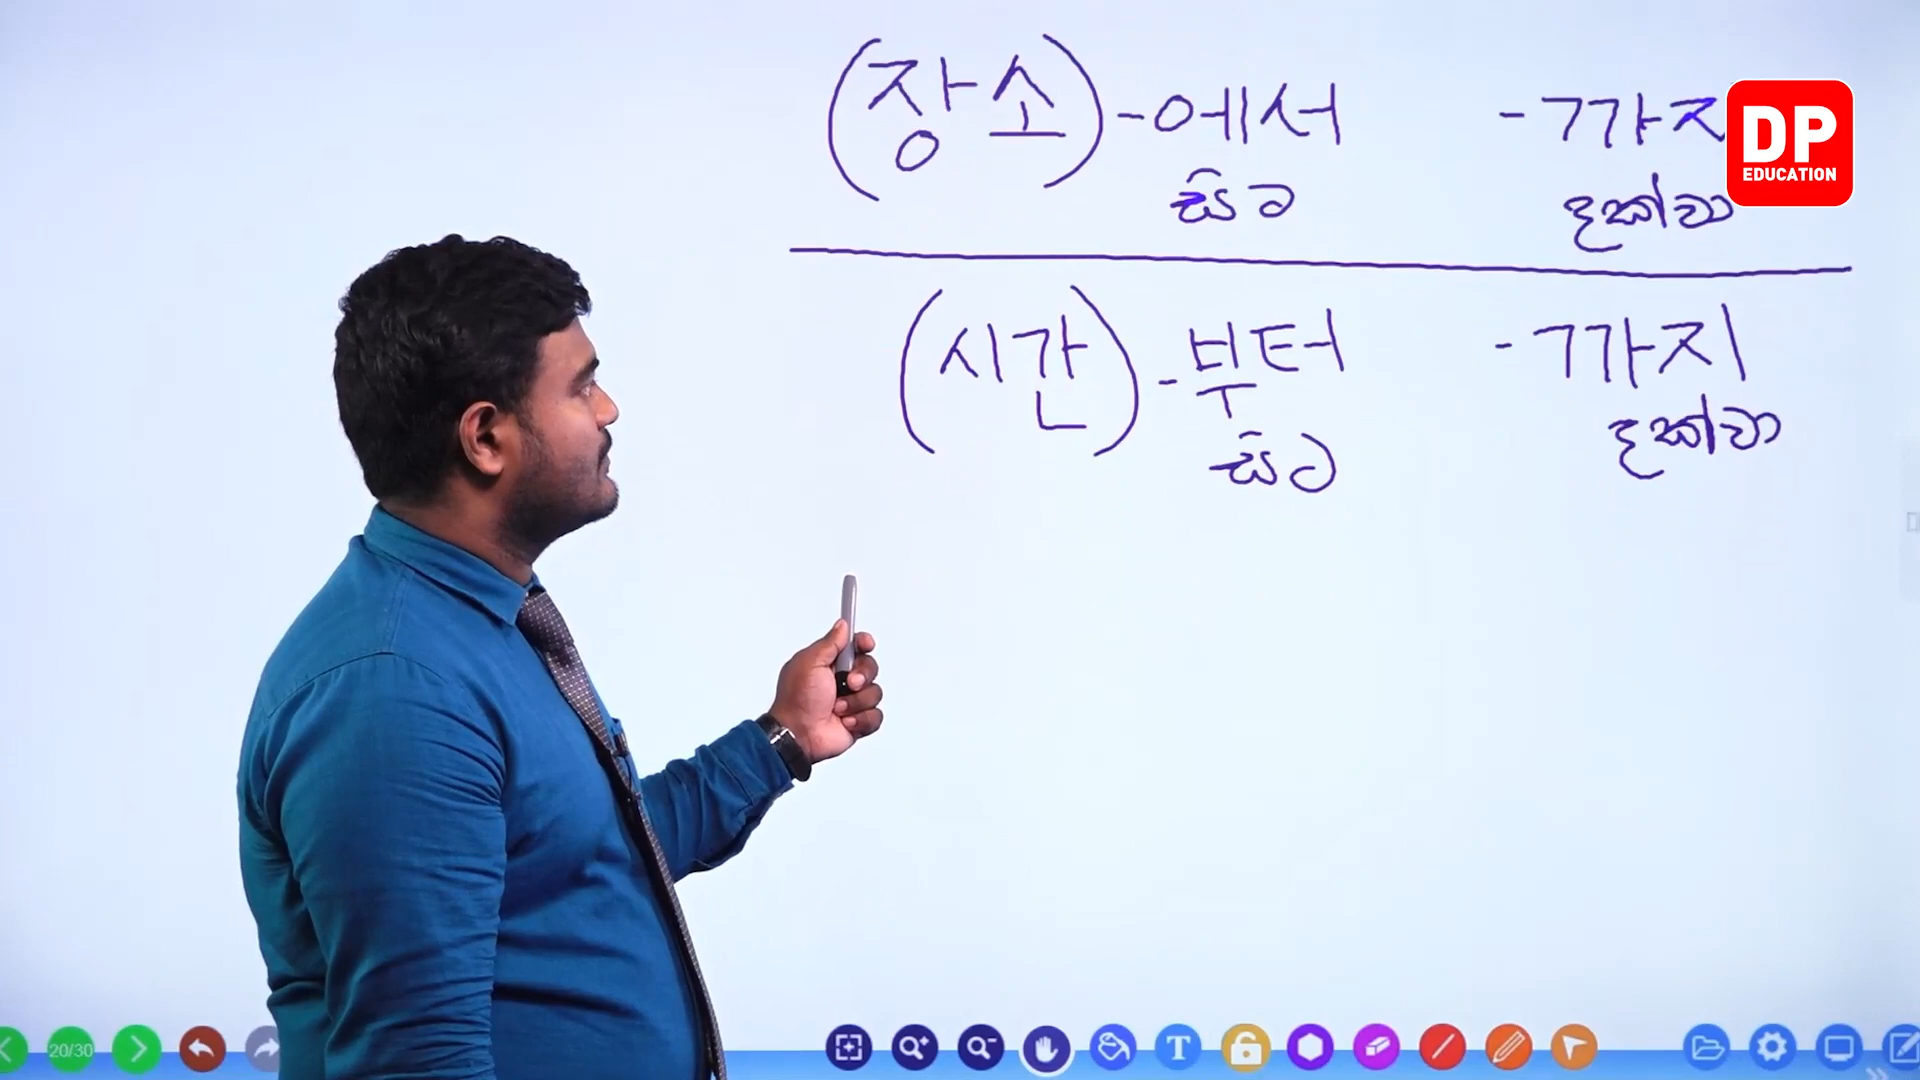 (장소) -에서 -까지
සිට දක්වා
(시간) -부터 -까지
සිට දක්වා
DP
EDUCATION
20/30
T